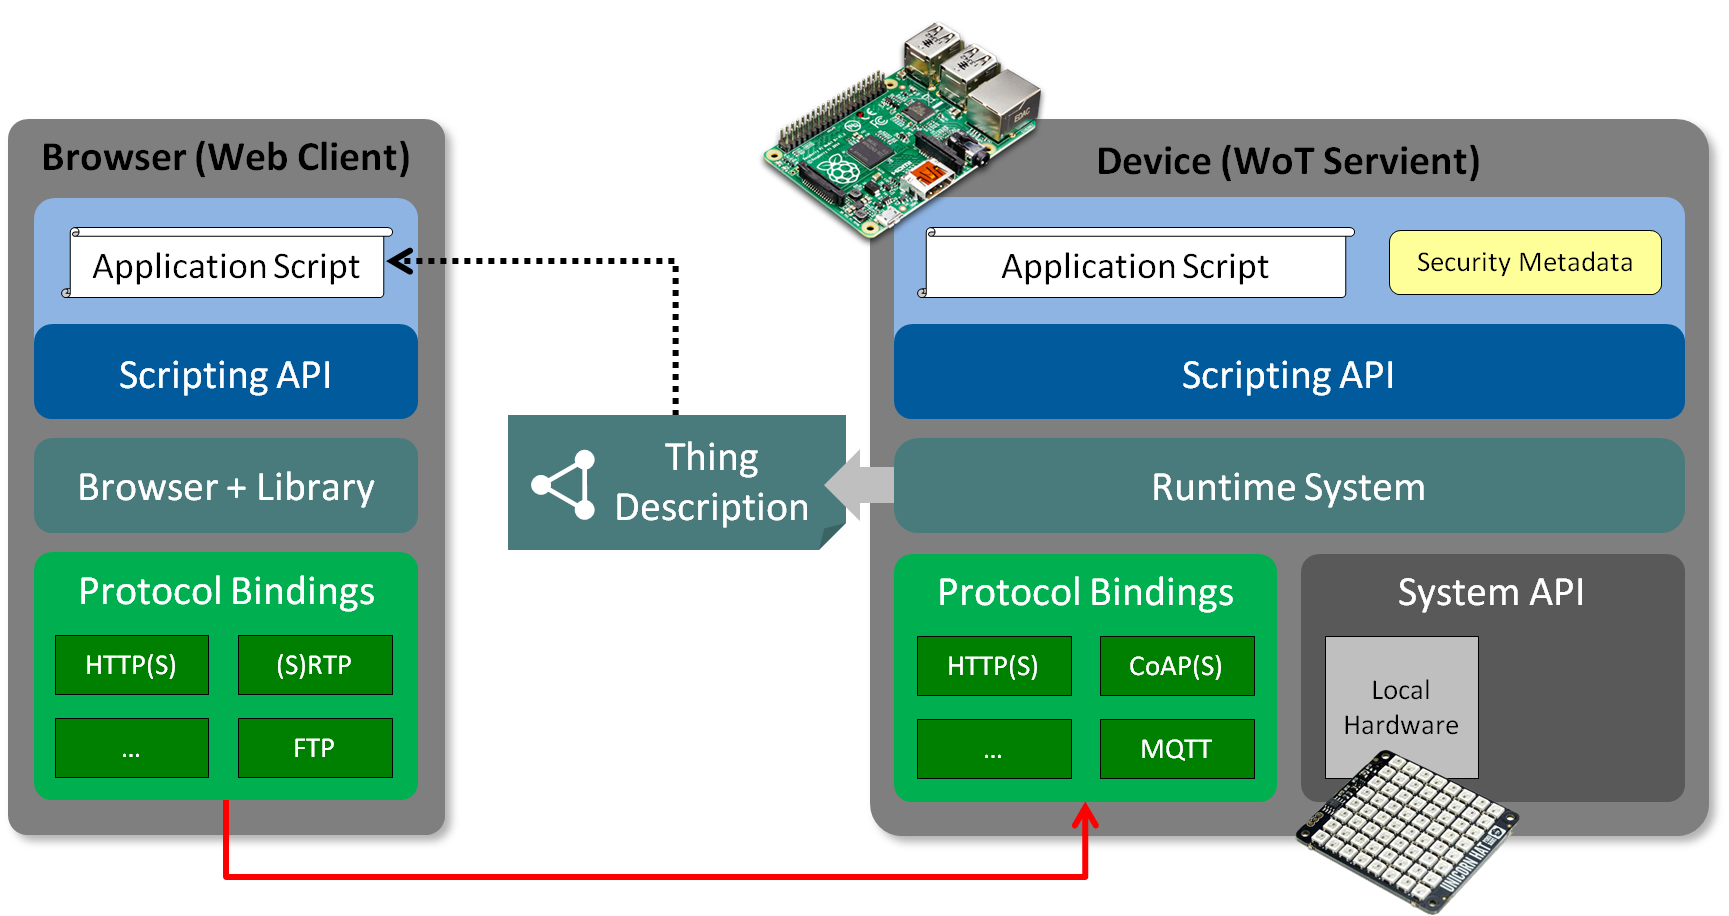 Browser (Web Client)
Application Script
Scripting API
Browser + Library
Protocol Bindings
HTTP(S)
(S)RTP
...
FTP
Thing
Description
EDAC
HDMI
Device (WoT Servient)
Application Script
Security Metadata
Scripting API
Runtime System
Protocol Bindings
HTTP(S)
CoAP(S)
...
MQTT
System API
Local
Hardware
UNICORN HAT